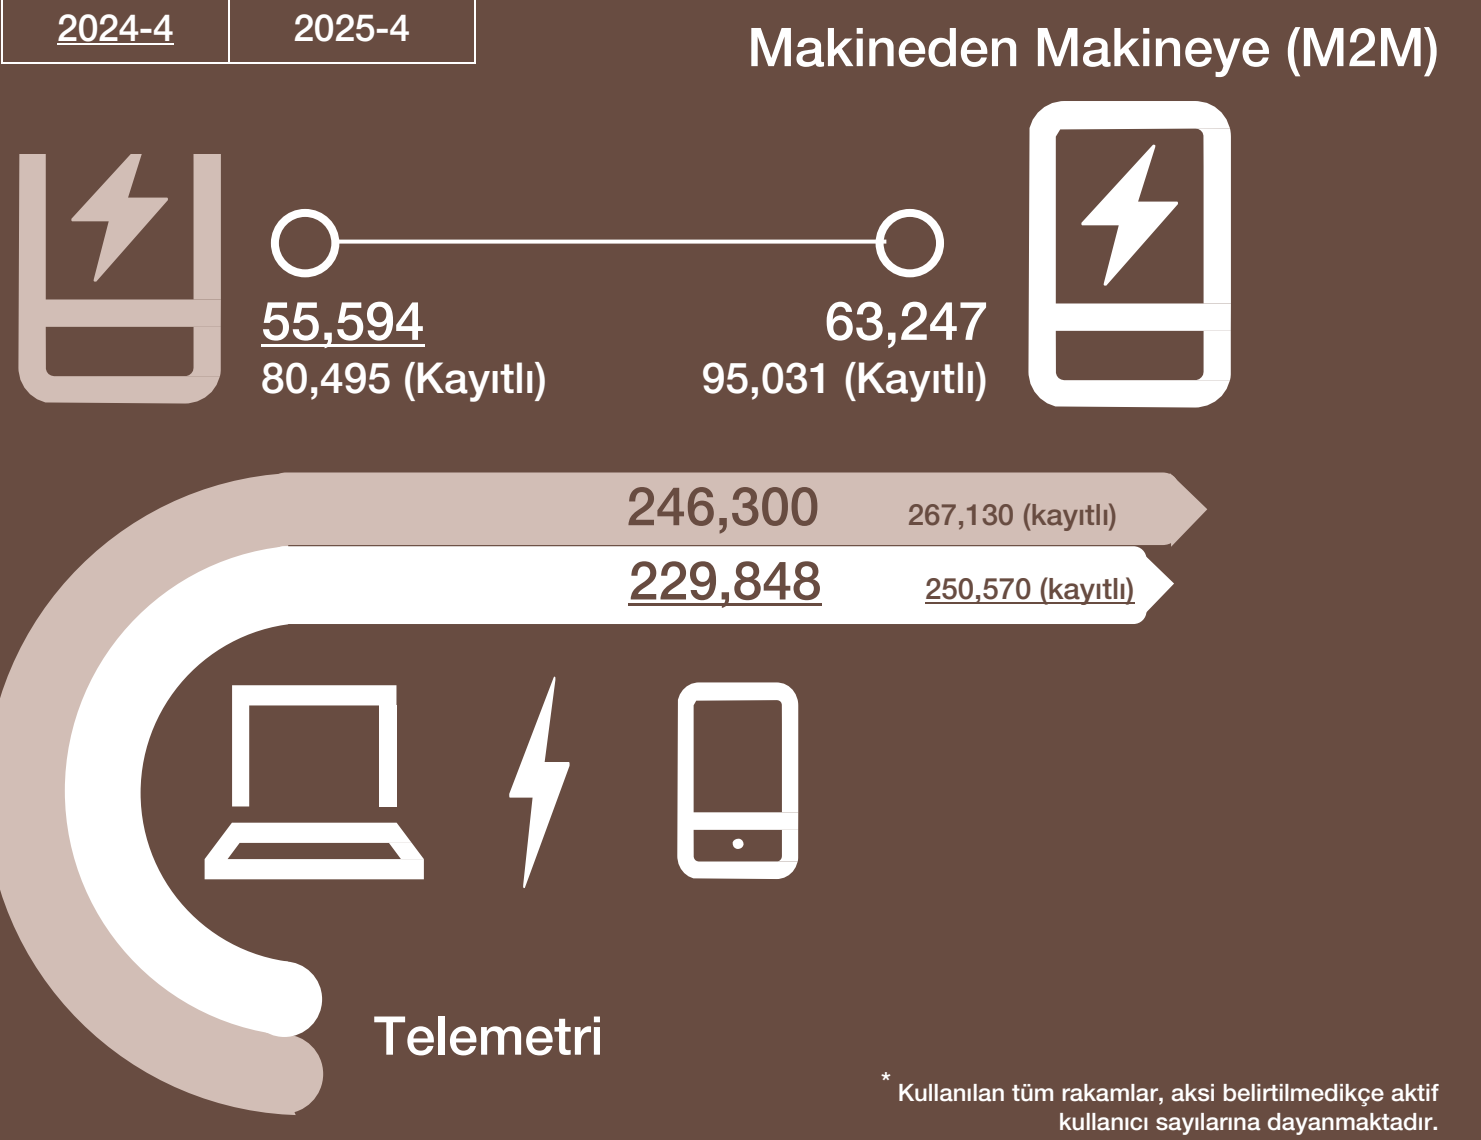 2024-4 2025-4
Makineden Makineye (M2M)
55,594 63,247
80,495 (Kayıtlı) 95,031 (Kayıtlı)
246,300 267,130 (kayıtlı)
229,848 250,570 (kayıtlı)
Telemetri
* Kullanılan tüm rakamlar, aksi belirtilmedikçe aktif
kullanıcı sayılarına dayanmaktadır.